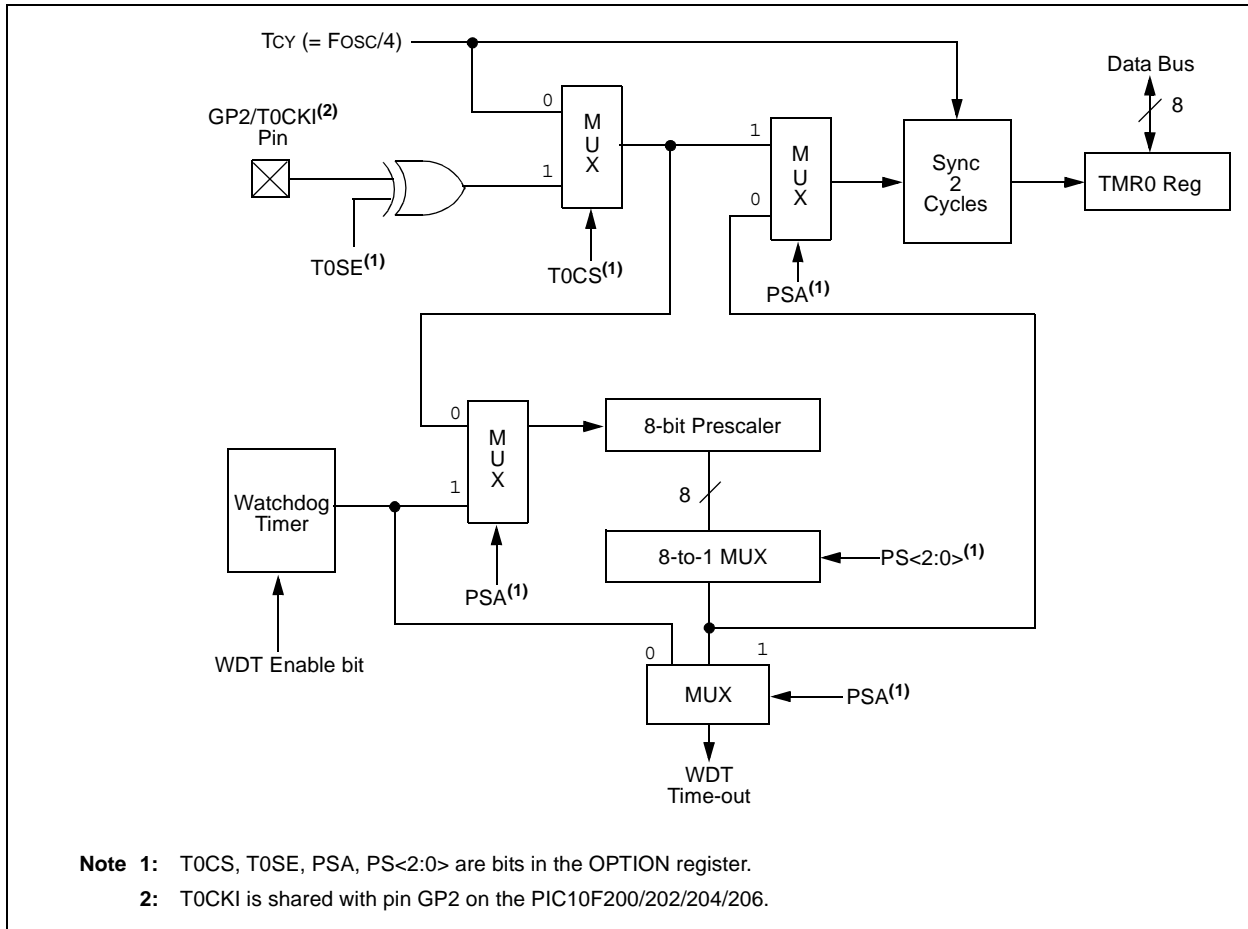 TCY (= FOSC/4)
Data Bus
8
GP2/T0CKI(2)
Pin
0
1
M
U
X
T0SE(1)
T0CS(1)
1
0
M
U
X
PSA(1)
Sync
2
Cycles
TMR0 Reg
0
1
M
U
X
PSA(1)
8-bit Prescaler
8
Watchdog
Timer
WDT Enable bit
8-to-1 MUX
PS<2:0>(1)
0
1
MUX
PSA(1)
WDT
Time-out
Note 1: T0CS, T0SE, PSA, PS<2:0> are bits in the OPTION register.
2: T0CKI is shared with pin GP2 on the PIC10F200/202/204/206.